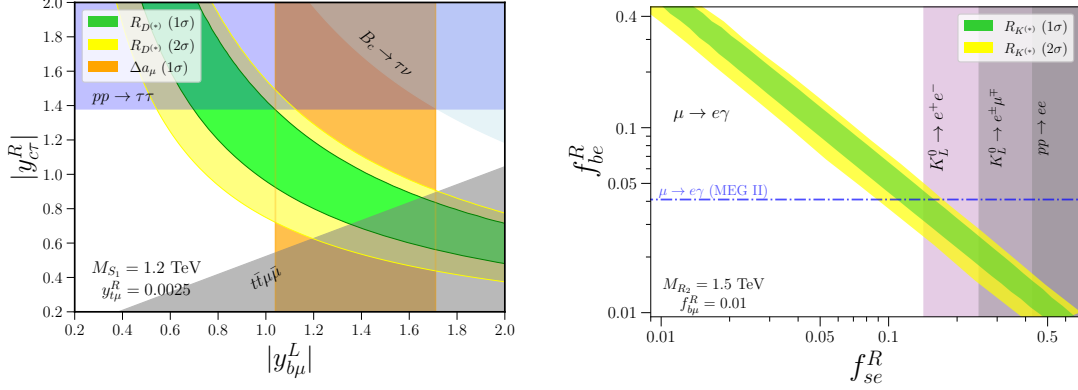 2.0
1.8
1.6
1.4
1.2
1.0
0.8
0.6
0.4
0.2
|y^R_{cτ}|
R_{D^{(*)}} (1σ)
R_{D^{(*)}} (2σ)
Δa_μ (1σ)
pp → ττ
B_c → τν
tt̄μμ̄
M_{S_1} = 1.2 TeV
y^R_{tμ} = 0.0025
0.2 0.4 0.6 0.8 1.0 1.2 1.4 1.6 1.8 2.0
|y^L_{bμ}|
0.4
0.1
0.05
0.01
f^R_{be}
R_{K^{(*)}} (1σ)
R_{K^{(*)}} (2σ)
μ → eγ
K^0_L → e^+e^-
K^0_L → e^±μ^∓
pp → ee
μ → eγ (MEG II)
M_{R_2} = 1.5 TeV
f^R_{bμ} = 0.01
0.01 0.05 0.1 0.5
f^R_{se}